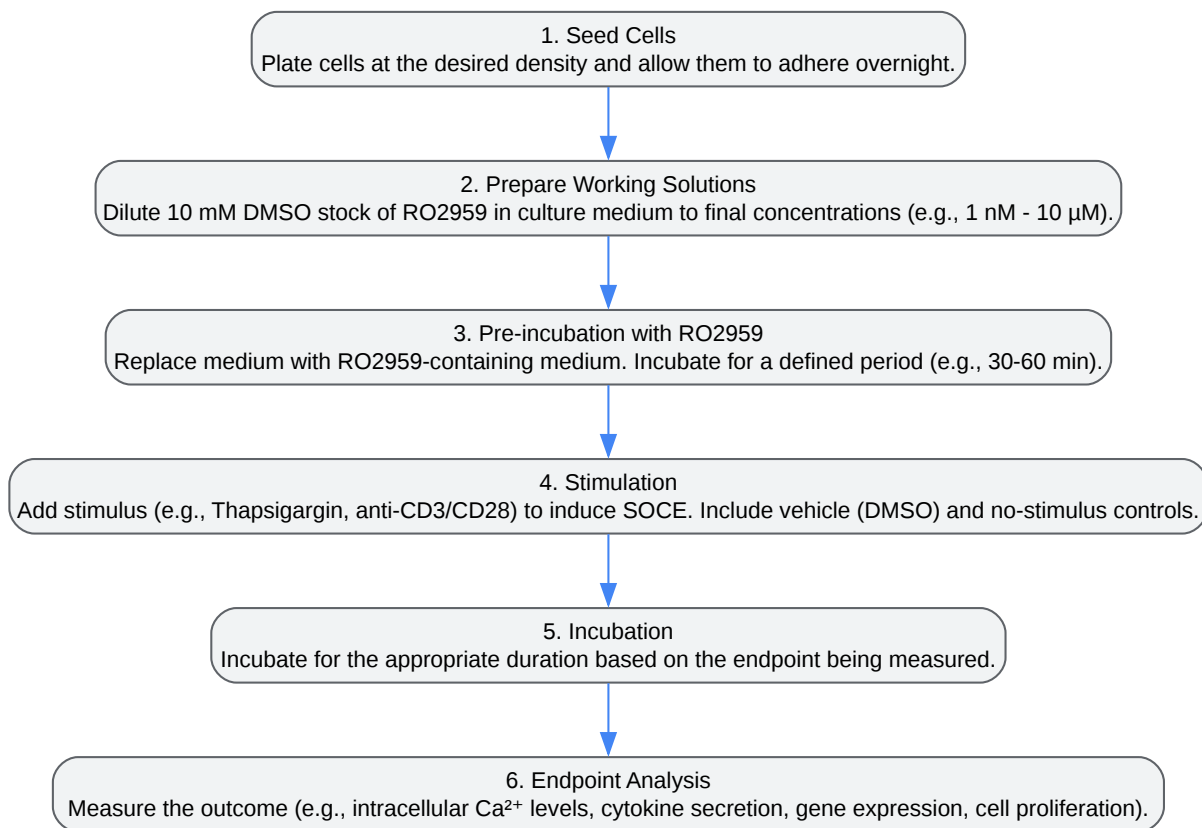 1. Seed Cells
Plate cells at the desired density and allow them to adhere overnight.
2. Prepare Working Solutions
Dilute 10 mM DMSO stock of RO2959 in culture medium to final concentrations (e.g., 1 nM - 10 µM).
3. Pre-incubation with RO2959
Replace medium with RO2959-containing medium. Incubate for a defined period (e.g., 30-60 min).
4. Stimulation
Add stimulus (e.g., Thapsigargin, anti-CD3/CD28) to induce SOCE. Include vehicle (DMSO) and no-stimulus controls.
5. Incubation
Incubate for the appropriate duration based on the endpoint being measured.
6. Endpoint Analysis
Measure the outcome (e.g., intracellular Ca²⁺ levels, cytokine secretion, gene expression, cell proliferation).